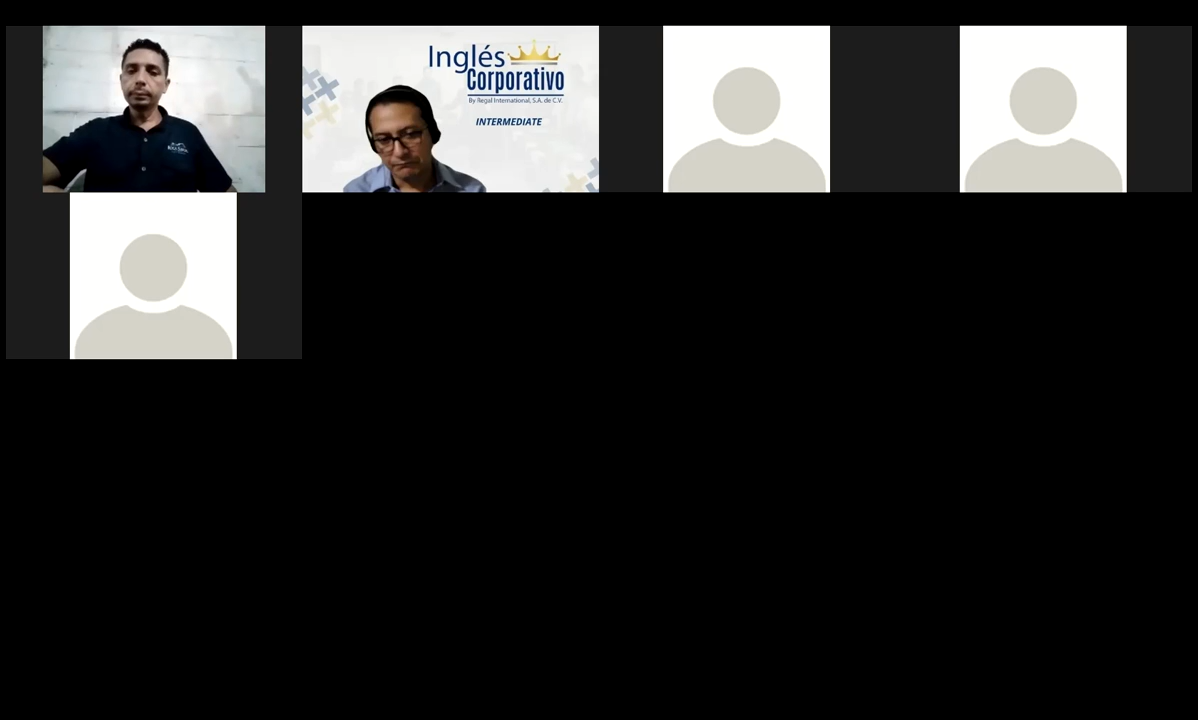 Inglés
Corporativo
By Regal International, S.A. de C.V.
INTERMEDIATE